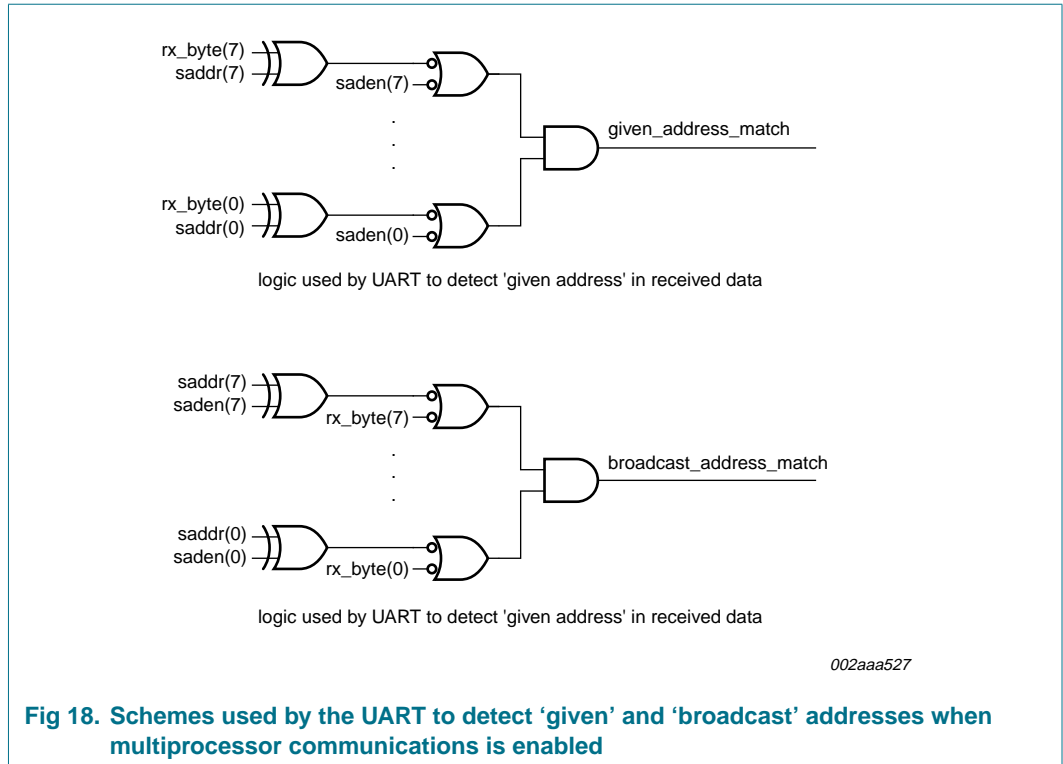 rx_byte(7)
saddr(7)
saden(7)
given_address_match
rx_byte(0)
saddr(0)
saden(0)
logic used by UART to detect 'given address' in received data
saddr(7)
saden(7)
rx_byte(7)
broadcast_address_match
saddr(0)
saden(0)
rx_byte(0)
logic used by UART to detect 'given address' in received data
002aaa527
Fig 18. Schemes used by the UART to detect ‘given’ and ‘broadcast’ addresses when
multiprocessor communications is enabled